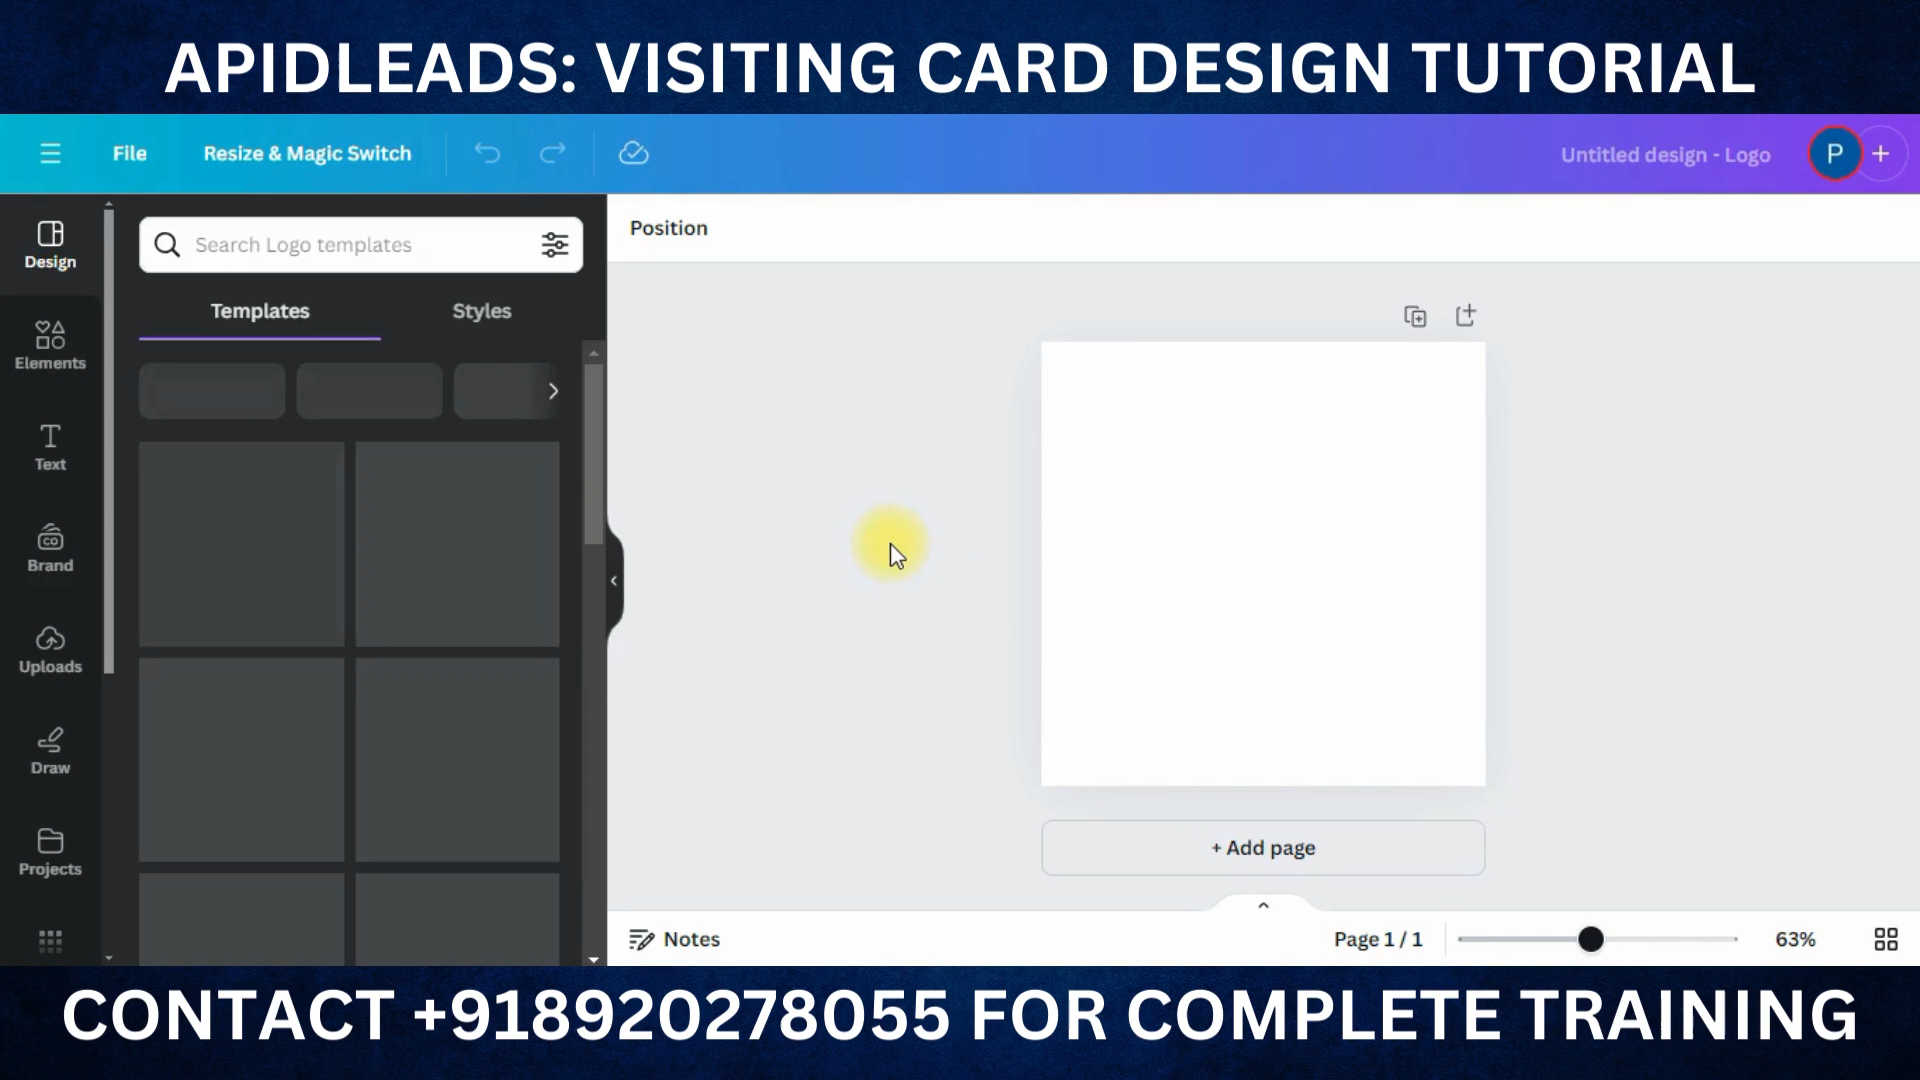 APIDLEADS: VISITING CARD DESIGN TUTORIAL
File
Resize & Magic Switch
Untitled design - Logo
P
+
Design
Search Logo templates
Position
Templates
Styles
Elements
Text
Brand
CO
Uploads
Draw
Projects
+ Add page
Notes
Page 1 / 1
63%
CONTACT +918920278055 FOR COMPLETE TRAINING